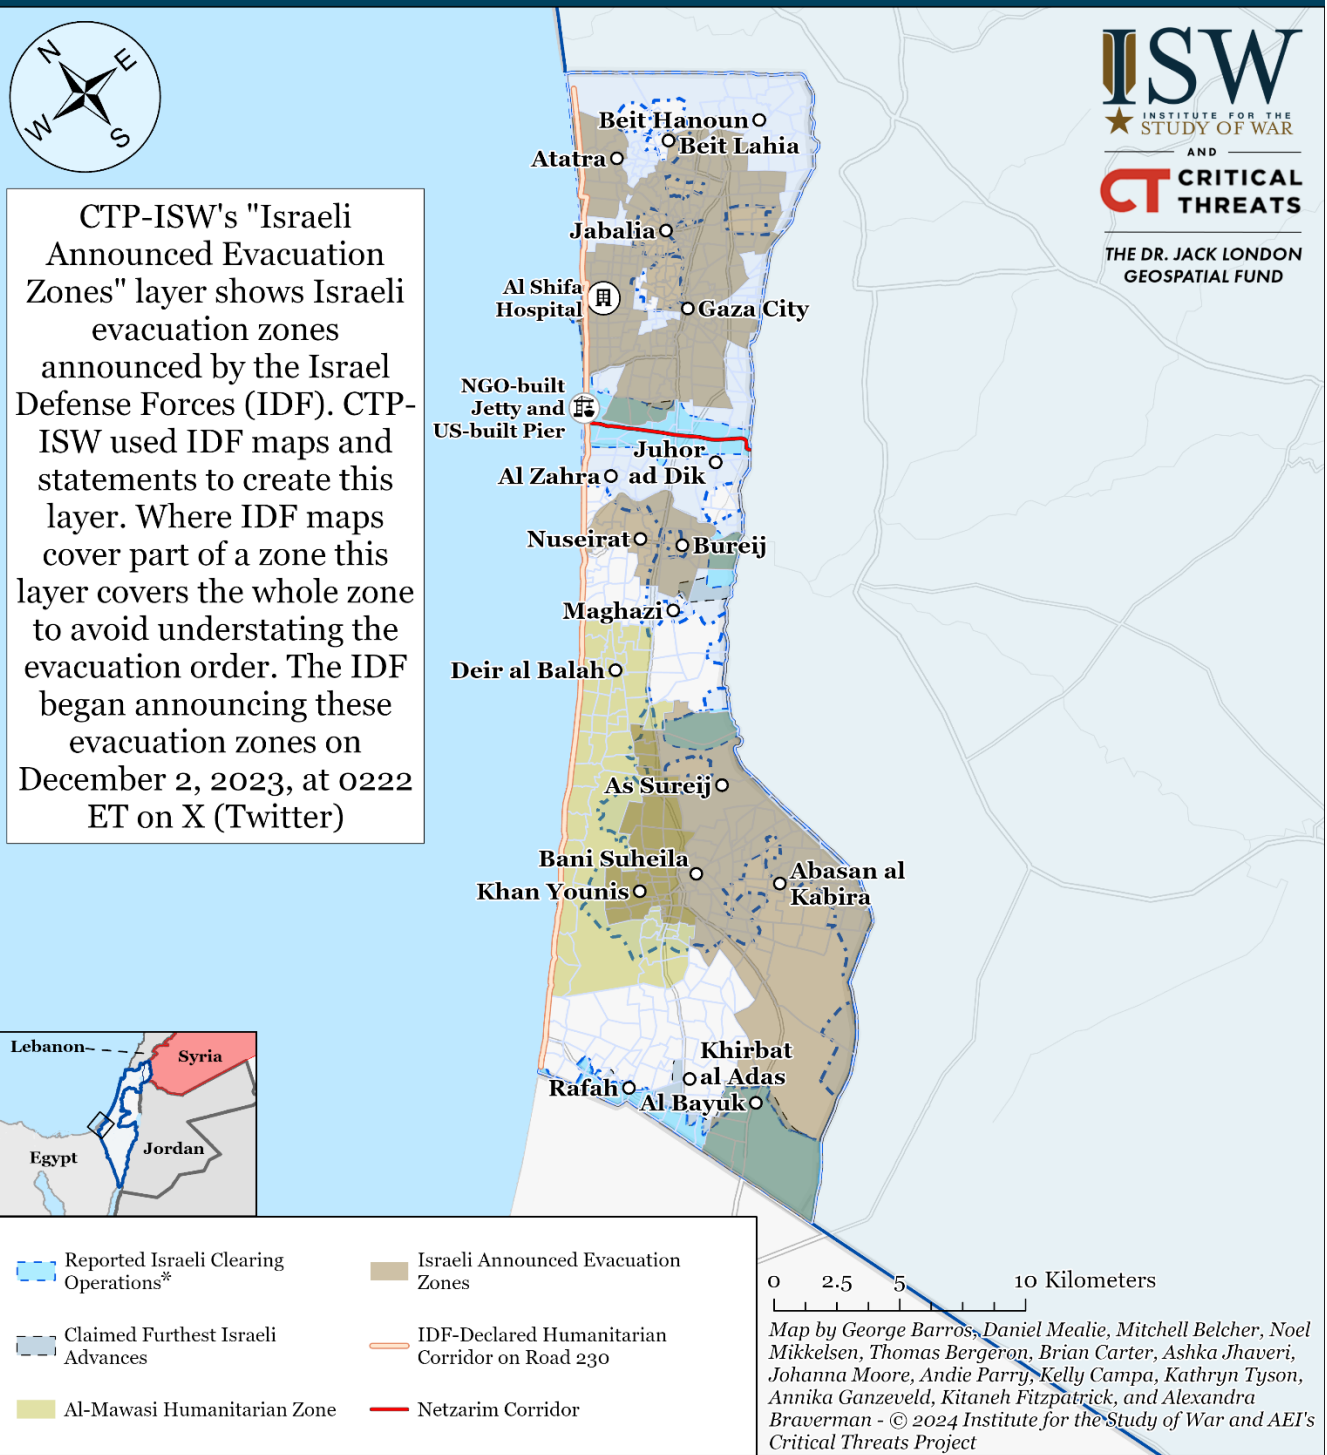 N
E
W
S
ISW
INSTITUTE FOR THE
STUDY OF WAR
AND
CT CRITICAL
THREATS
THE DR. JACK LONDON
GEOSPATIAL FUND
CTP-ISW's "Israeli
Announced Evacuation
Zones" layer shows Israeli
evacuation zones
announced by the Israel
Defense Forces (IDF). CTP-
ISW used IDF maps and
statements to create this
layer. Where IDF maps
cover part of a zone this
layer covers the whole zone
to avoid understating the
evacuation order. The IDF
began announcing these
evacuation zones on
December 2, 2023, at 0222
ET on X (Twitter)
Beit Hanoun
Beit Lahia
Atatra
Jabalia
Al Shifa
Hospital
Gaza City
NGO-built
Jetty and
US-built Pier
Juhor
ad Dik
Al Zahra
Nuseirat
Bureij
Maghazi
Deir al Balah
As Sureij
Bani Suheila
Khan Younis
Abasan al
Kabira
Khirbat
al Adas
Rafah
Al Bayuk
Lebanon
Syria
Egypt
Jordan
Reported Israeli Clearing
Operations*
Claimed Furthest Israeli
Advances
Al-Mawasi Humanitarian Zone
Israeli Announced Evacuation
Zones
IDF-Declared Humanitarian
Corridor on Road 230
Netzarim Corridor
0 2.5 5 10 Kilometers
Map by George Barros, Daniel Mealie, Mitchell Belcher, Noel
Mikkelsen, Thomas Bergeron, Brian Carter, Ashka Jhaveri,
Johanna Moore, Andie Parry, Kelly Campa, Kathryn Tyson,
Annika Ganzeveld, Kitaneh Fitzpatrick, and Alexandra
Braverman - © 2024 Institute for the Study of War and AEI's
Critical Threats Project